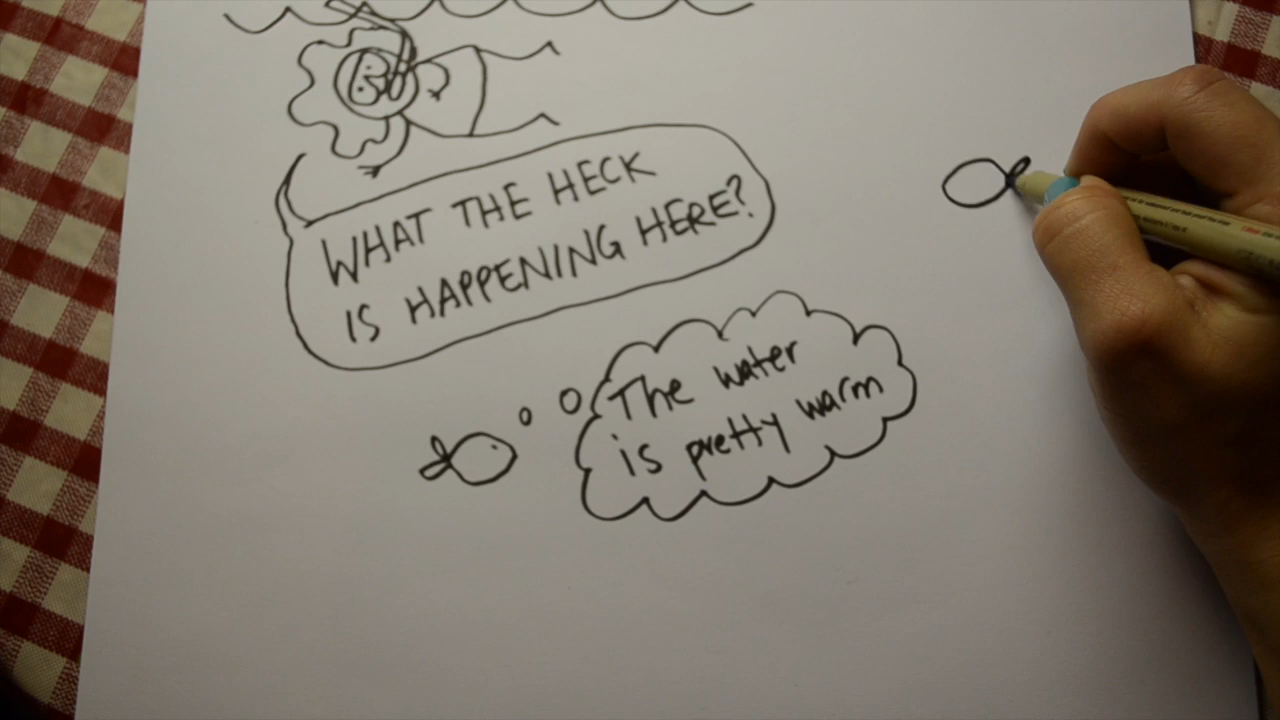 WHAT THE HECK
IS HAPPENING HERE?
The water
is pretty warm